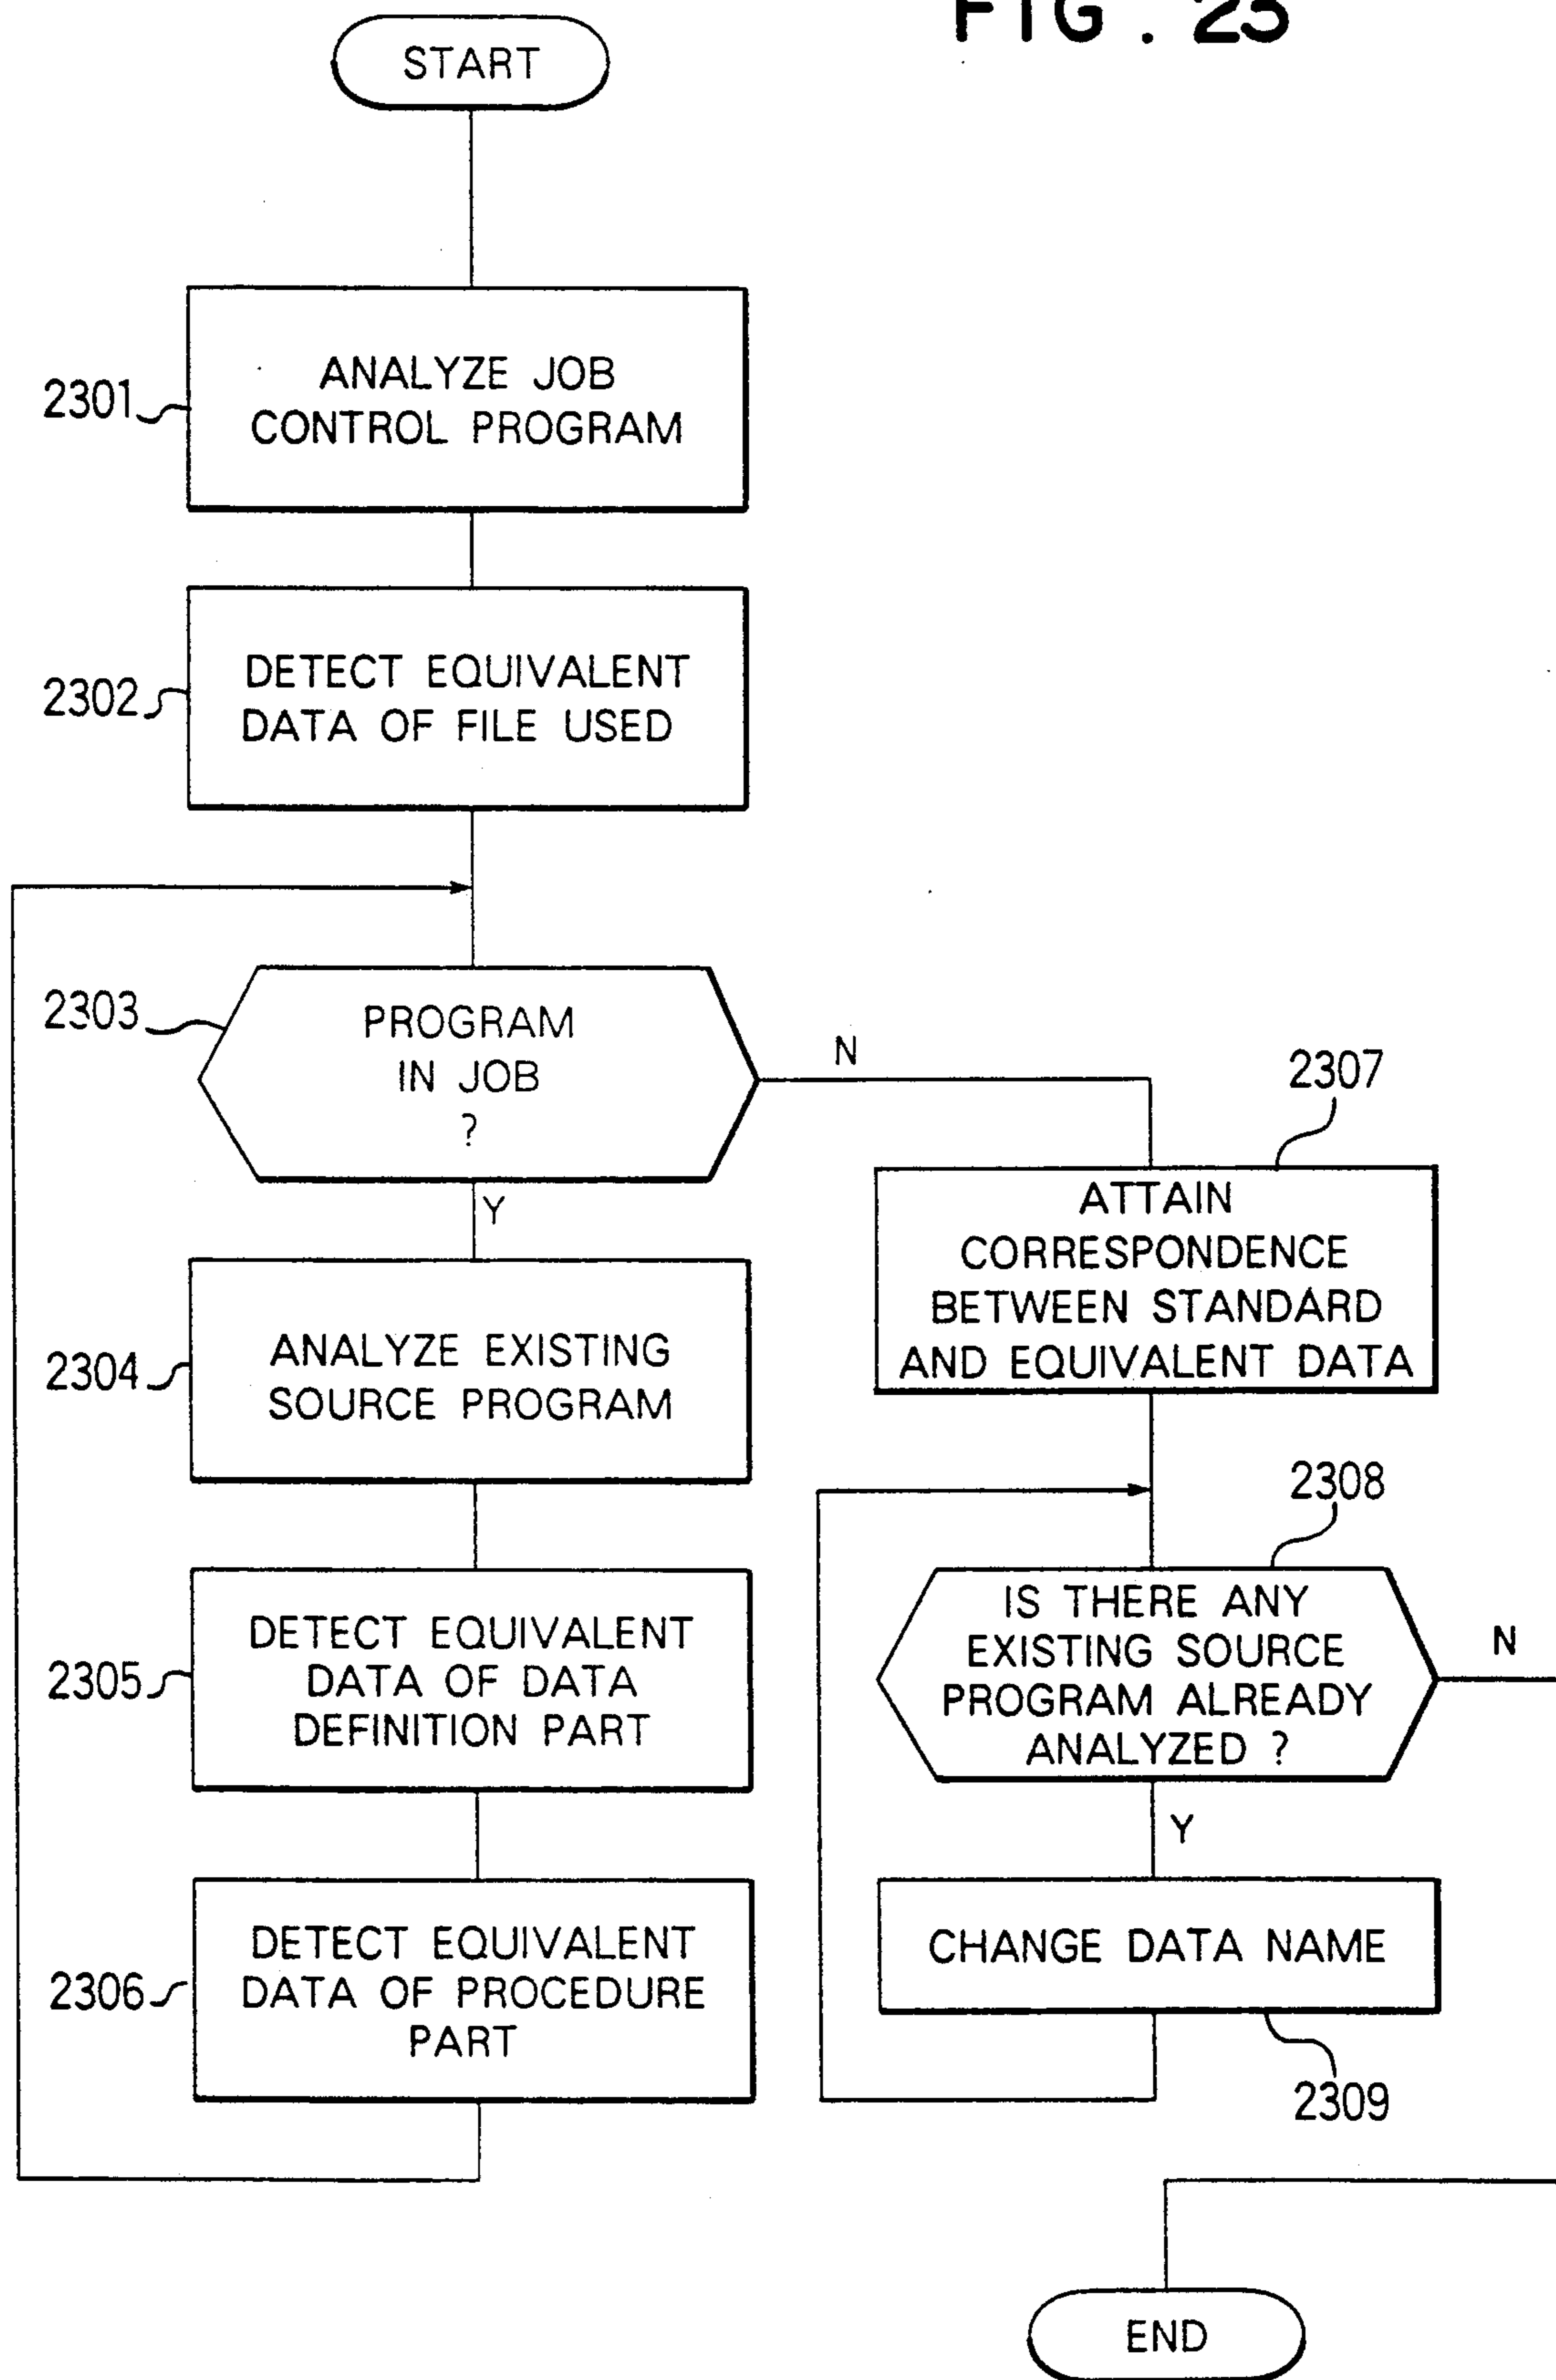 FIG. 23
START
2301
ANALYZE JOB
CONTROL PROGRAM
2302
DETECT EQUIVALENT
DATA OF FILE USED
2303
PROGRAM
IN JOB
?
N
Y
2304
ANALYZE EXISTING
SOURCE PROGRAM
2305
DETECT EQUIVALENT
DATA OF DATA
DEFINITION PART
2306
DETECT EQUIVALENT
DATA OF PROCEDURE
PART
2307
ATTAIN
CORRESPONDENCE
BETWEEN STANDARD
AND EQUIVALENT DATA
2308
IS THERE ANY
EXISTING SOURCE
PROGRAM ALREADY
ANALYZED ?
N
Y
CHANGE DATA NAME
2309
END